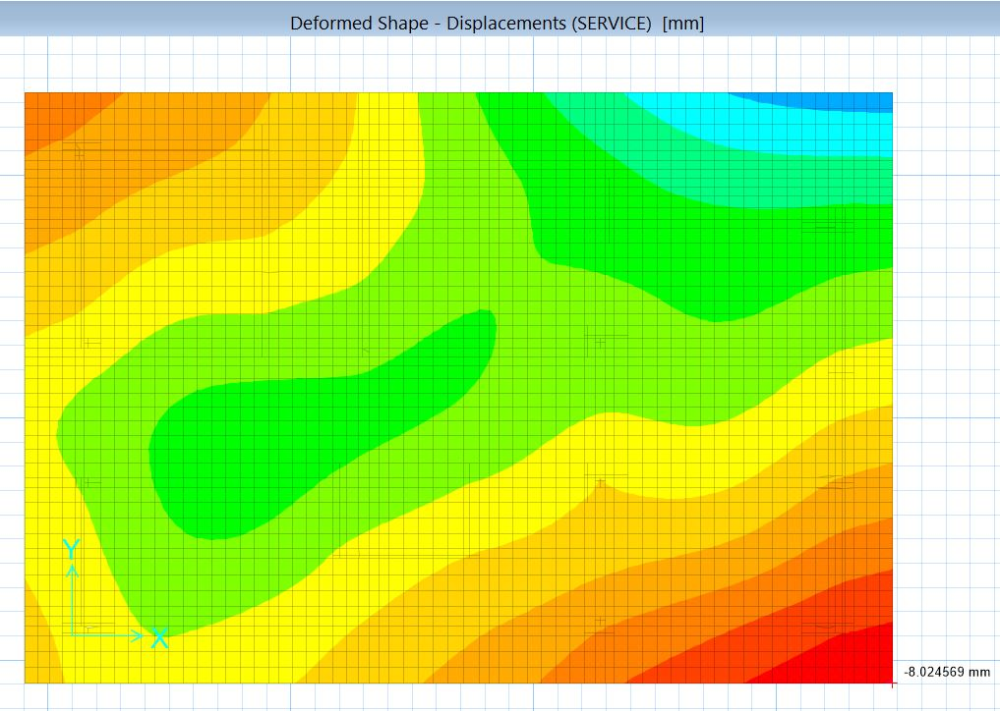 Deformed Shape - Displacements (SERVICE) [mm]
Y
X
-8.024569 mm